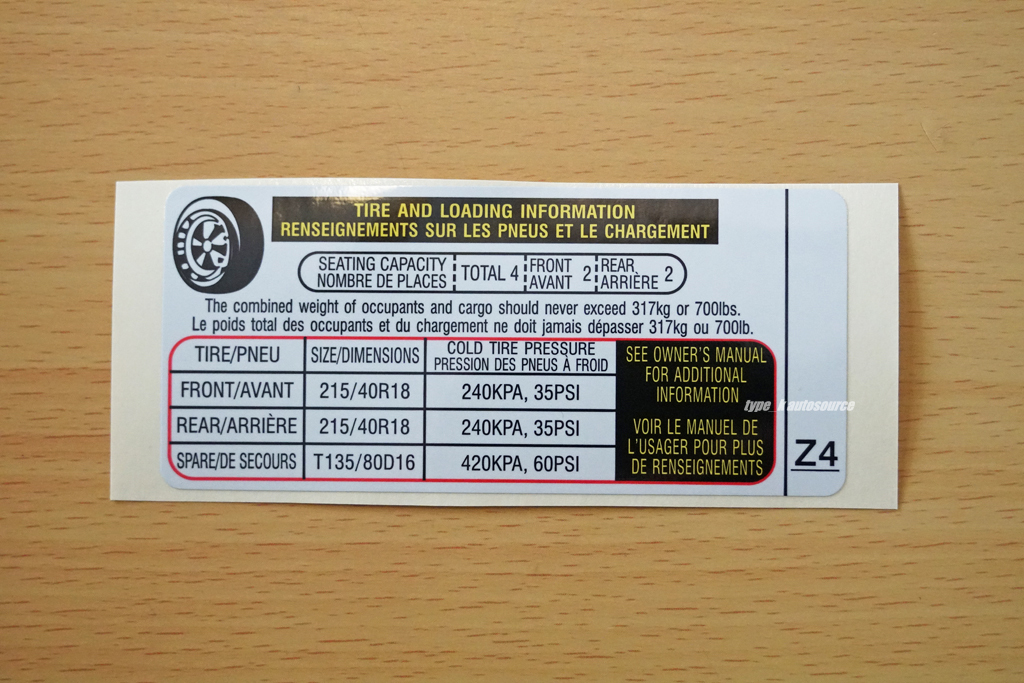 TIRE AND LOADING INFORMATION
RENSEIGNEMENTS SUR LES PNEUS ET LE CHARGEMENT
SEATING CAPACITY
NOMBRE DE PLACES
TOTAL 4
FRONT
AVANT 2
REAR
ARRIÈRE 2
The combined weight of occupants and cargo should never exceed 317kg or 700lbs.
Le poids total des occupants et du chargement ne doit jamais dépasser 317kg ou 700lb.
TIRE/PNEU SIZE/DIMENSIONS COLD TIRE PRESSURE
PRESSION DES PNEUS À FROID
FRONT/AVANT 215/40R18 240KPA, 35PSI
REAR/ARRIÈRE 215/40R18 240KPA, 35PSI
SPARE/DE SECOURS T135/80D16 420KPA, 60PSI
SEE OWNER'S MANUAL
FOR ADDITIONAL
INFORMATION
VOIR LE MANUEL DE
L'USAGER POUR PLUS
DE RENSEIGNEMENTS
type_k autosource
Z4